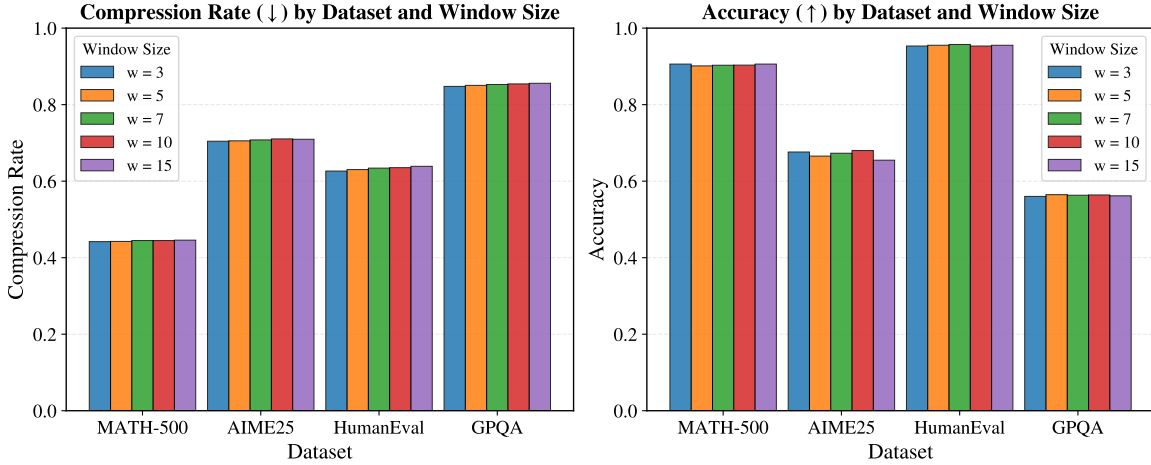 Compression Rate (↓) by Dataset and Window Size
1.0
0.8
0.6
0.4
0.2
0.0
Compression Rate
Window Size
w = 3
w = 5
w = 7
w = 10
w = 15
MATH-500 AIME25 HumanEval GPQA
Dataset
Accuracy (↑) by Dataset and Window Size
1.0
0.8
0.6
0.4
0.2
0.0
Accuracy
Window Size
w = 3
w = 5
w = 7
w = 10
w = 15
MATH-500 AIME25 HumanEval GPQA
Dataset